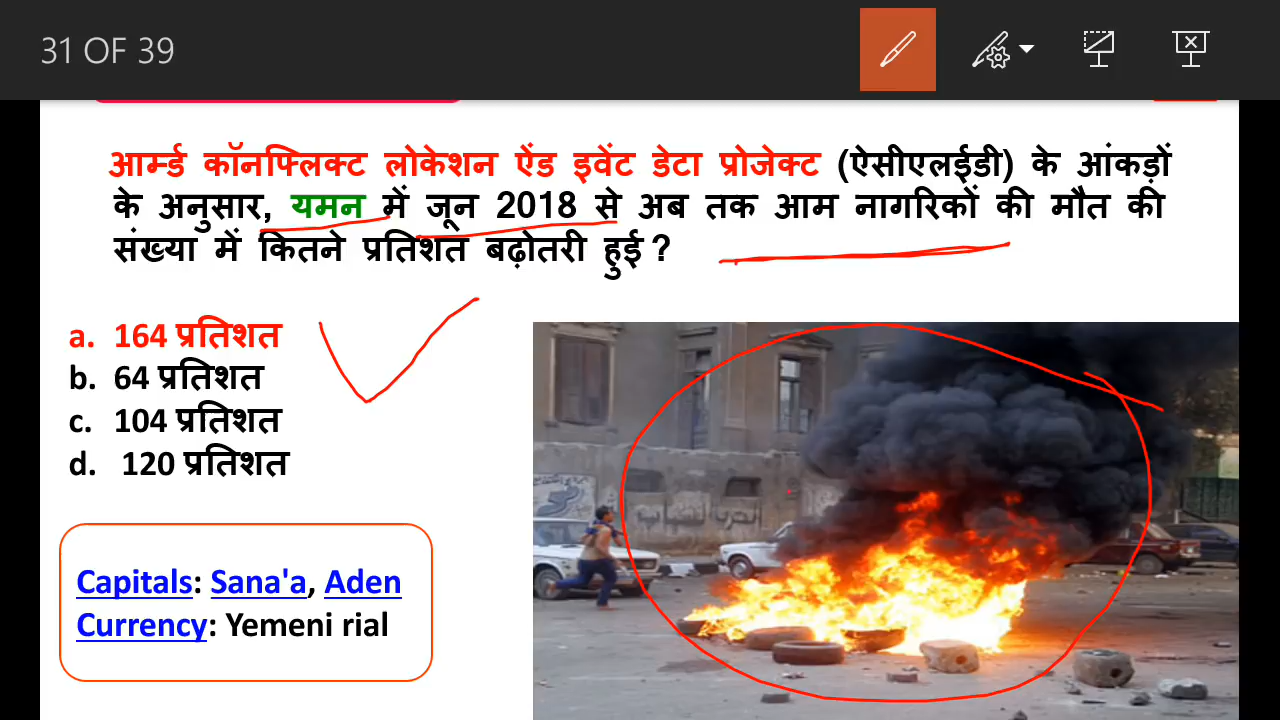 31 OF 39
आर्म्ड कॉनफ्लिक्ट लोकेशन ऐंड इवेंट डेटा प्रोजेक्ट (ऐसीएलईडी) के आंकड़ों
के अनुसार, यमन में जून 2018 से अब तक आम नागरिकों की मौत की
संख्या में कितने प्रतिशत बढ़ोतरी हुई ?
a. 164 प्रतिशत
b. 64 प्रतिशत
c. 104 प्रतिशत
d. 120 प्रतिशत
Capitals: Sana'a, Aden
Currency: Yemeni rial